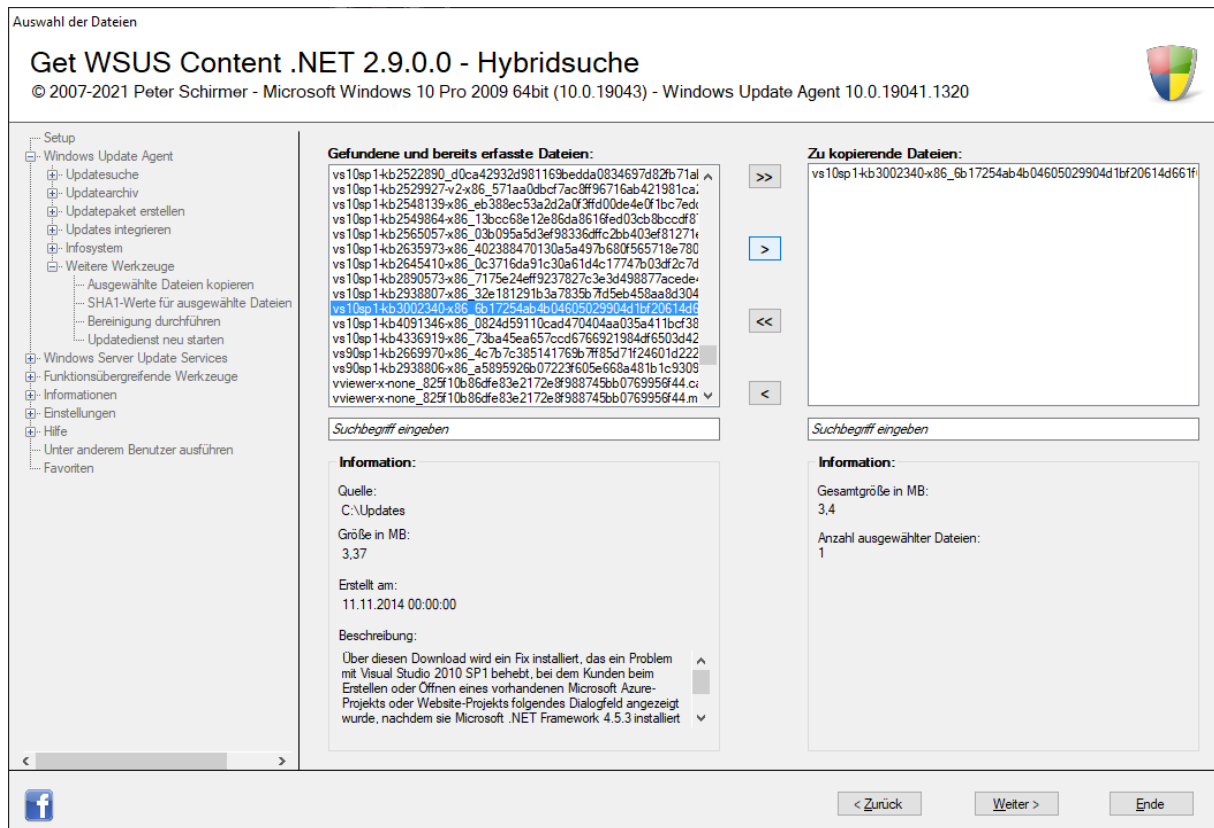 Auswahl der Dateien
Get WSUS Content .NET 2.9.0.0 - Hybridsuche
© 2007-2021 Peter Schirmer - Microsoft Windows 10 Pro 2009 64bit (10.0.19043) - Windows Update Agent 10.0.19041.1320
Setup
Windows Update Agent
Updatesuche
Updatearchiv
Updatepaket erstellen
Updates integrieren
Infosystem
Weitere Werkzeuge
Ausgewählte Dateien kopieren
SHA1-Werte für ausgewählte Dateien
Bereinigung durchführen
Updatedienst neu starten
Windows Server Update Services
Funktionsübergreifende Werkzeuge
Informationen
Einstellungen
Hilfe
Unter anderem Benutzer ausführen
Favoriten
Gefundene und bereits erfasste Dateien:
vs10sp1-kb2522890_d0ca42932d981169bedda0834697d82fb71al
vs10sp1-kb2529927-v2-x86_571aa0dbcf7ac8ff96716ab421981ca2
vs10sp1-kb2548139-x86_eb388ec53a2d2a0f3ffd00de4e0f1bc7edc
vs10sp1-kb2549864-x86_13bcc68e12e86da8616fed03cb8bccdf8
vs10sp1-kb2565057-x86_03b095a5d3ef98336dffc2bb403ef81271e
vs10sp1-kb2635973-x86_402388470130a5a497b680f565718e780
vs10sp1-kb2645410-x86_0c3716da91c30a61d4c17747b03df2c7d
vs10sp1-kb2890573-x86_7175e24eff9237827c3e3d498877acede
vs10sp1-kb2938807-x86_32e181291b3a7835b7fd5eb458aa8d304
vs10sp1-kb3002340-x86_6b17254ab4b04605029904d1bf20614d6
vs10sp1-kb4091346-x86_0824d59110cad470404aa035a411bcf38
vs10sp1-kb4336919-x86_73ba45ea657ccd6766921984df6503d42
vs90sp1-kb2669970-x86_4c7b7c385141769b7ff85d71f24601d222
vs90sp1-kb2938806-x86_a5895926b07223f605e668a481b1c9309
vviewer-x-none_825f10b86dfe83e2172e8f988745bb0769956f44.ca
vviewer-x-none_825f10b86dfe83e2172e8f988745bb0769956f44.m
Suchbegriff eingeben
Information:
Quelle:
C:\Updates
Größe in MB:
3,37
Erstellt am:
11.11.2014 00:00:00
Beschreibung:
Über diesen Download wird ein Fix installiert, das ein Problem
mit Visual Studio 2010 SP1 behebt, bei dem Kunden beim
Erstellen oder Öffnen eines vorhandenen Microsoft Azure-
Projekts oder Website-Projekts folgendes Dialogfeld angezeigt
wurde, nachdem sie Microsoft .NET Framework 4.5.3 installiert
>>
>
<<
<
Zu kopierende Dateien:
vs10sp1-kb3002340-x86_6b17254ab4b04605029904d1bf20614d661f
Suchbegriff eingeben
Information:
Gesamtgröße in MB:
3,4
Anzahl ausgewählter Dateien:
1
< Zurück
Weiter >
Ende